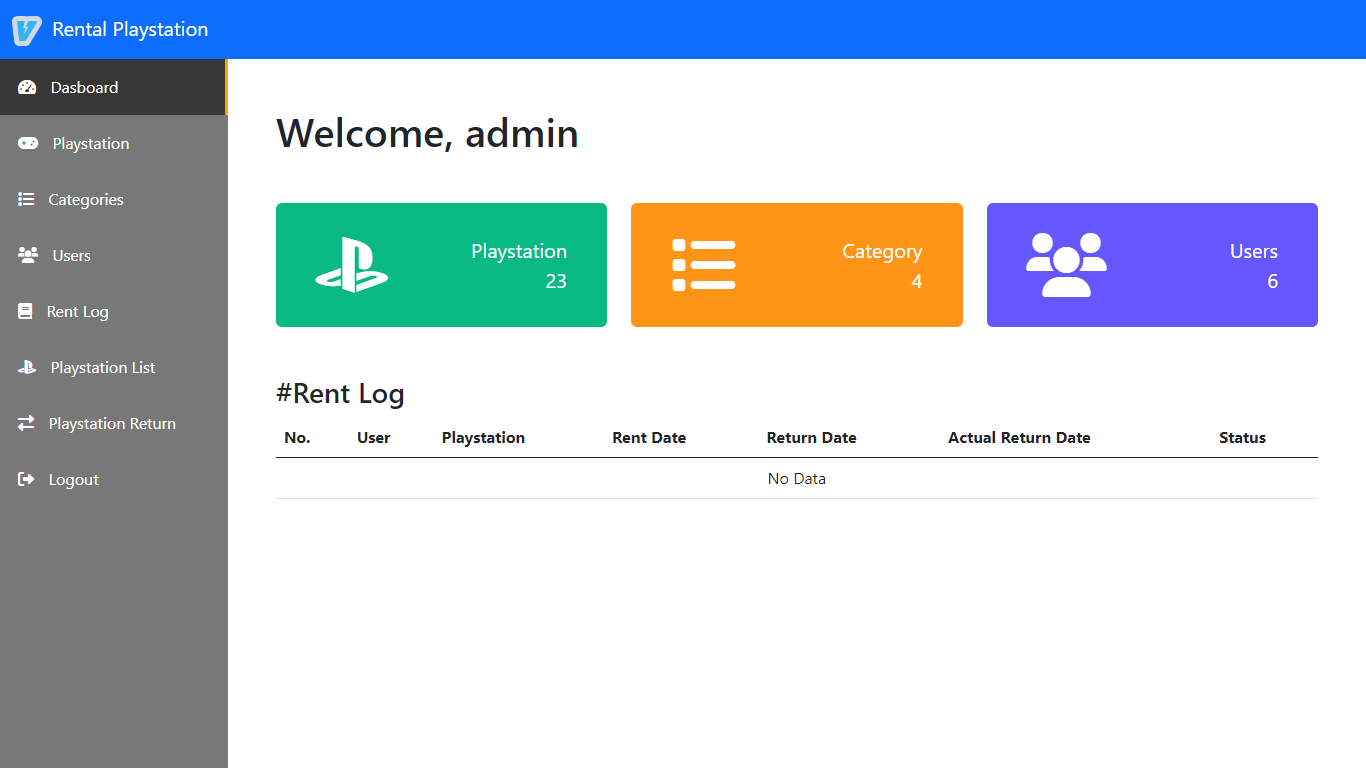 Rental Playstation
Dasboard
Playstation
Categories
Users
Rent Log
Playstation List
Playstation Return
Logout
Welcome, admin
Playstation
23
Category
4
Users
6
#Rent Log
No. User Playstation Rent Date Return Date Actual Return Date Status
No Data